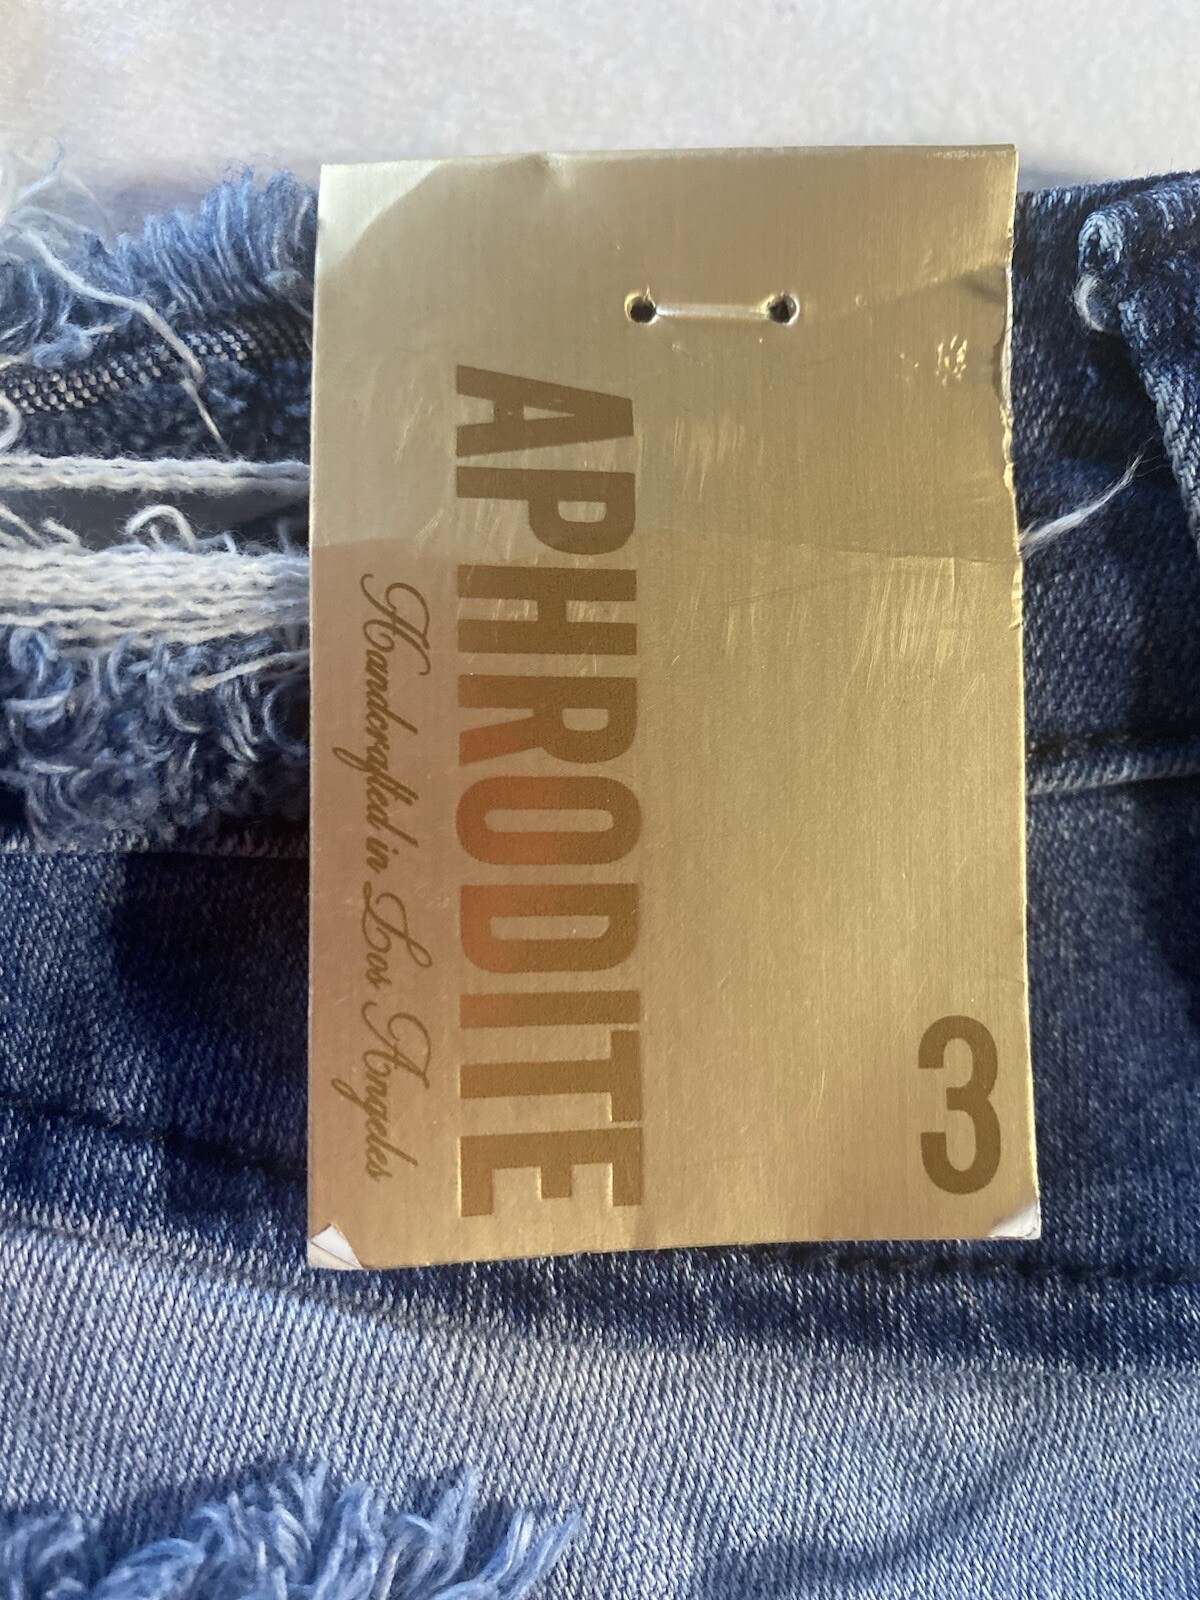 APHRODITE
Handcrafted in Los Angeles
3